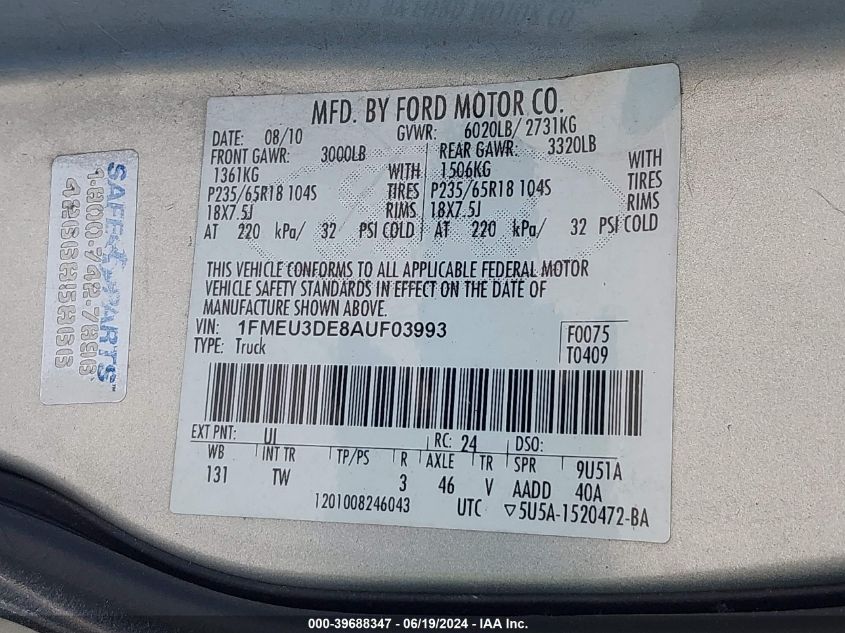 MFD. BY FORD MOTOR CO.
DATE: 08/10 GVWR: 6020LB/ 2731KG
FRONT GAWR: 3000LB REAR GAWR: 3320LB
1361KG WITH 1506KG WITH
P235/65R18 104S TIRES P235/65R18 104S TIRES
18X7.5J RIMS 18X7.5J RIMS
AT 220 kPa/ 32 PSI COLD AT 220 kPa/ 32 PSI COLD
THIS VEHICLE CONFORMS TO ALL APPLICABLE FEDERAL MOTOR
VEHICLE SAFETY STANDARDS IN EFFECT ON THE DATE OF
MANUFACTURE SHOWN ABOVE.
VIN: 1FMEU3DE8AUF03993 F0075
TYPE: Truck T0409
EXT PNT: UI RC: 24 DSO:
WB INT TR TP/PS R AXLE TR SPR 9U51A
131 TW 3 46 V AADD 40A
1201008246043 UTC ▽5U5A-1520472-BA
SAFE PARTS™
1.800.742.7896
000-39688347 - 06/19/2024 - IAA Inc.